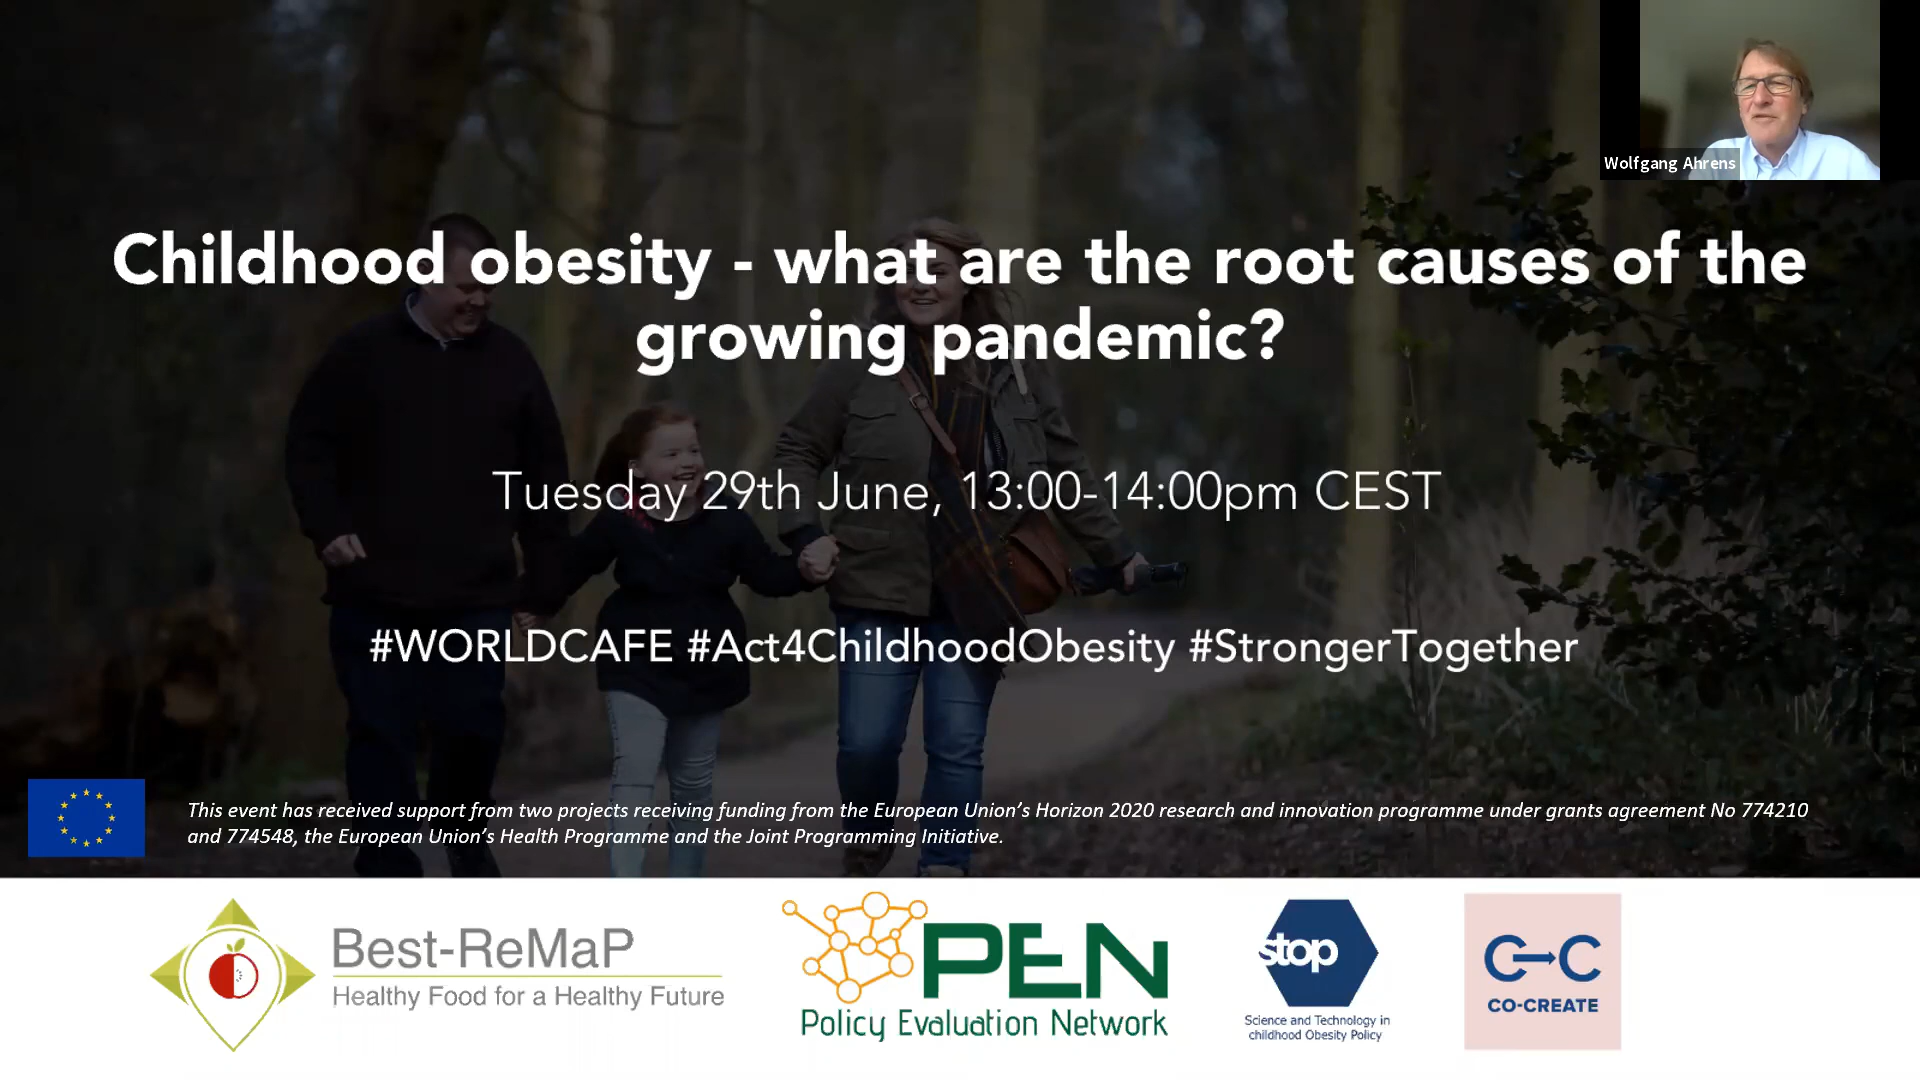 Wolfgang Ahrens
Childhood obesity - what are the root causes of the
growing pandemic?
Tuesday 29th June, 13:00-14:00pm CEST
#WORLDCAFE #Act4ChildhoodObesity #StrongerTogether
This event has received support from two projects receiving funding from the European Union's Horizon 2020 research and innovation programme under grants agreement No 774210
and 774548, the European Union's Health Programme and the Joint Programming Initiative.
Best-ReMaP
Healthy Food for a Healthy Future
PEN
Policy Evaluation Network
stop
Science and Technology in
childhood Obesity Policy
C→C
CO-CREATE